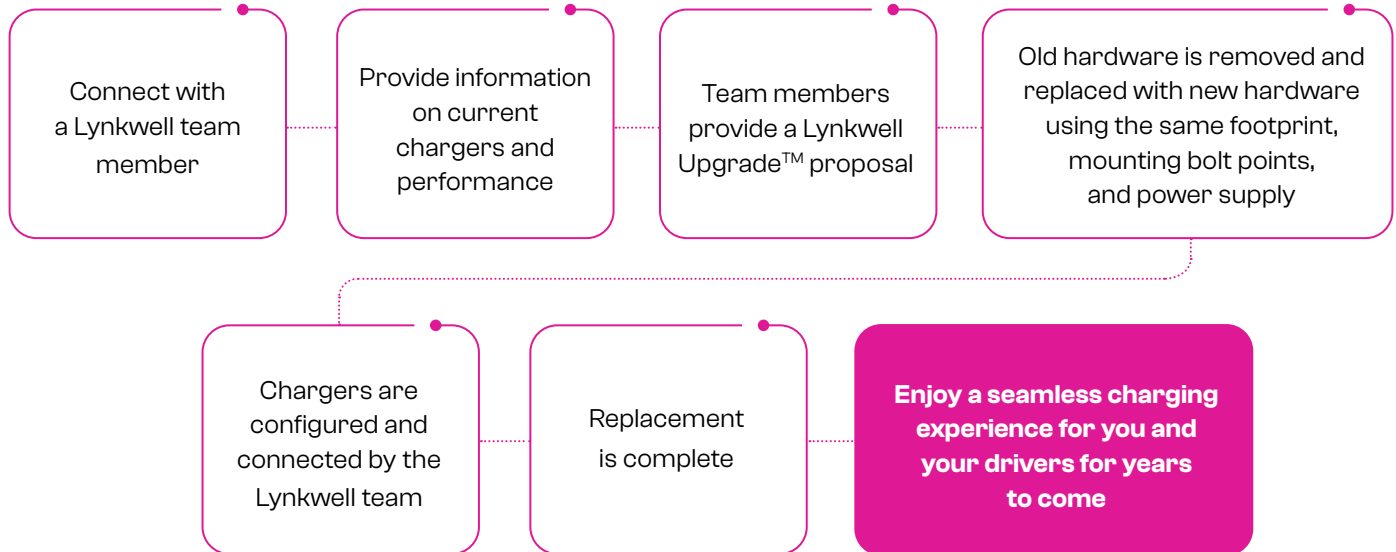 Connect with
a Lynkwell team
member
Provide information
on current
chargers and
performance
Team members
provide a Lynkwell
Upgrade™ proposal
Old hardware is removed and
replaced with new hardware
using the same footprint,
mounting bolt points,
and power supply
Chargers are
configured and
connected by the
Lynkwell team
Replacement
is complete
Enjoy a seamless charging
experience for you and
your drivers for years
to come